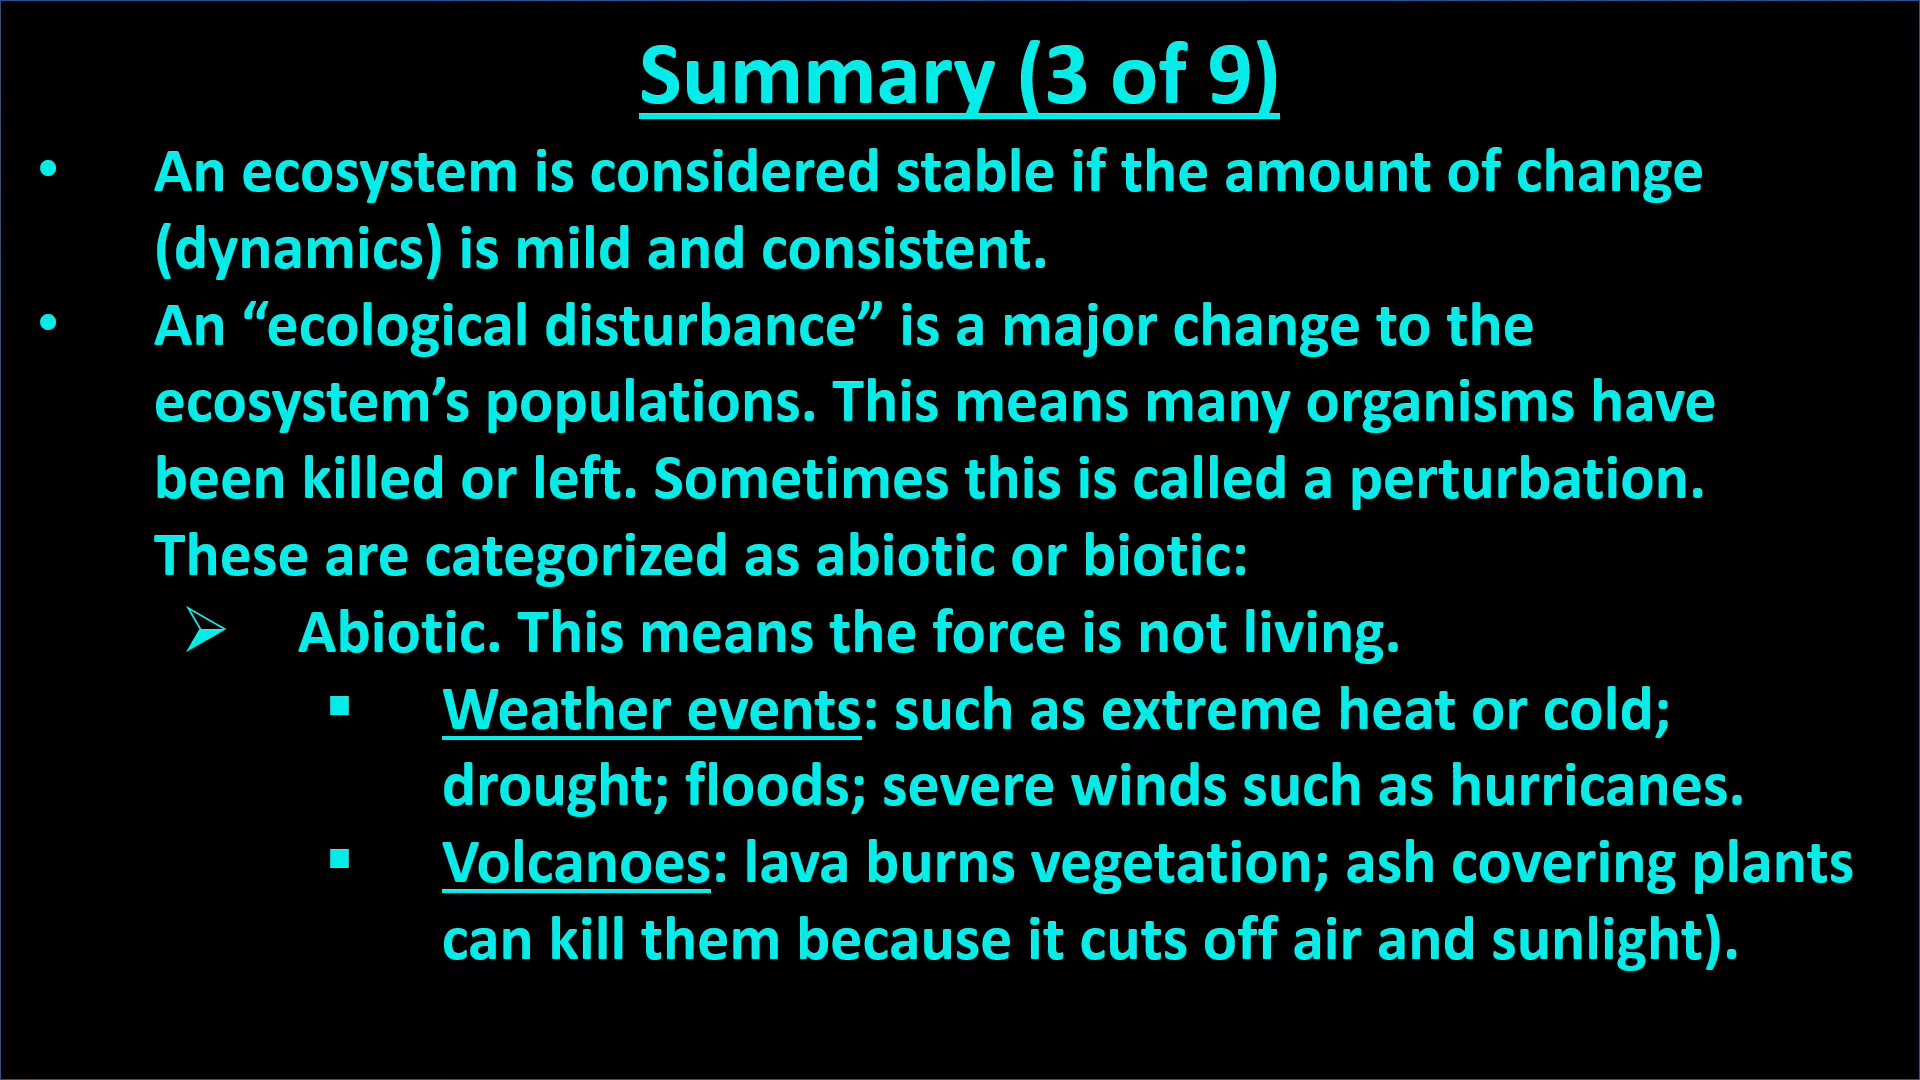 Summary (3 of 9)
• An ecosystem is considered stable if the amount of change
(dynamics) is mild and consistent.
• An “ecological disturbance” is a major change to the
ecosystem’s populations. This means many organisms have
been killed or left. Sometimes this is called a perturbation.
These are categorized as abiotic or biotic:
➢ Abiotic. This means the force is not living.
▪ Weather events: such as extreme heat or cold;
drought; floods; severe winds such as hurricanes.
▪ Volcanoes: lava burns vegetation; ash covering plants
can kill them because it cuts off air and sunlight).